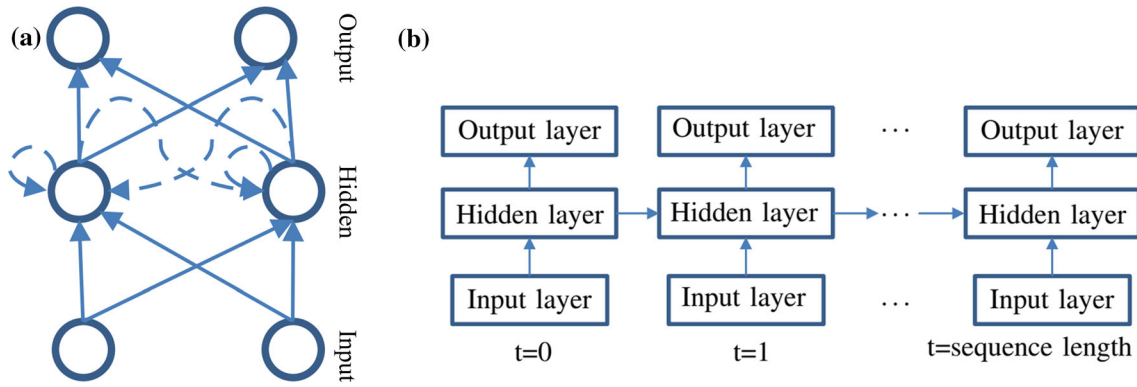 (a)
Output
Hidden
Input
(b)
Output layer Output layer ... Output layer
Hidden layer Hidden layer ... Hidden layer
Input layer Input layer ... Input layer
t=0 t=1 t=sequence length